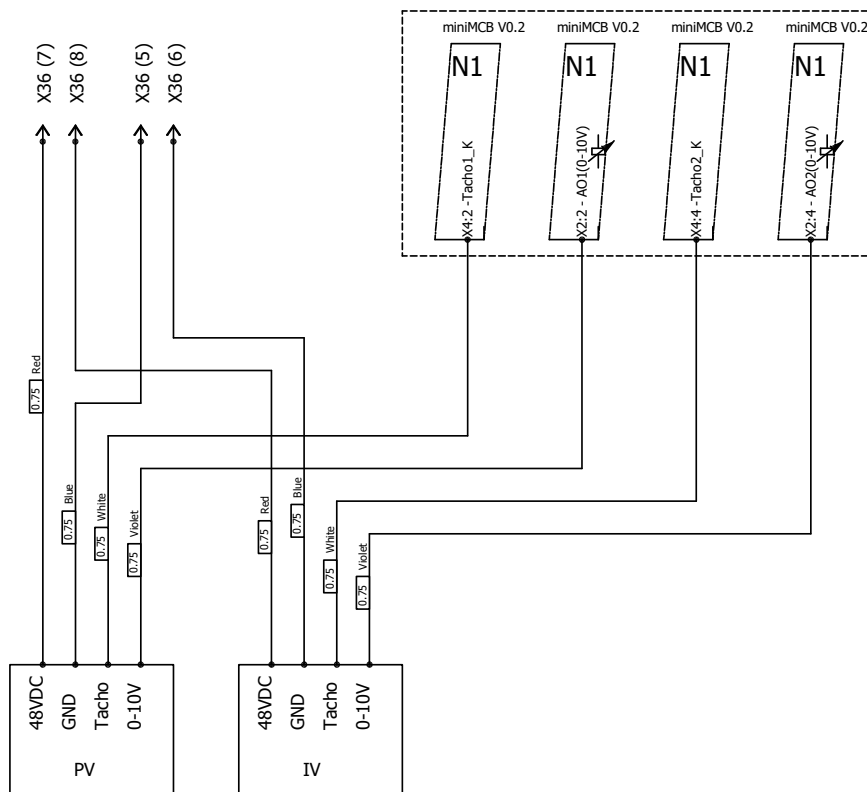 X36 (7)
X36 (8)
X36 (5)
X36 (6)
miniMCB V0.2
miniMCB V0.2
miniMCB V0.2
miniMCB V0.2
N1
N1
N1
N1
X4:2 -Tacho1_K
X2:2 - AO1(0-10V)
X4:4 -Tacho2_K
X2:4 - AO2(0-10V)
0.75 Red
0.75 Blue
0.75 White
0.75 Violet
0.75 Red
0.75 Blue
0.75 White
0.75 Violet
48VDC
GND
Tacho
0-10V
PV
48VDC
GND
Tacho
0-10V
IV